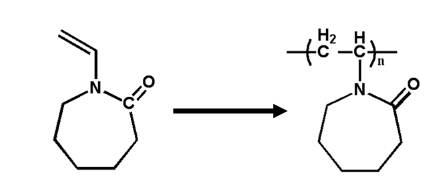 H₂ H
–(C – C)n–
N C O
N O